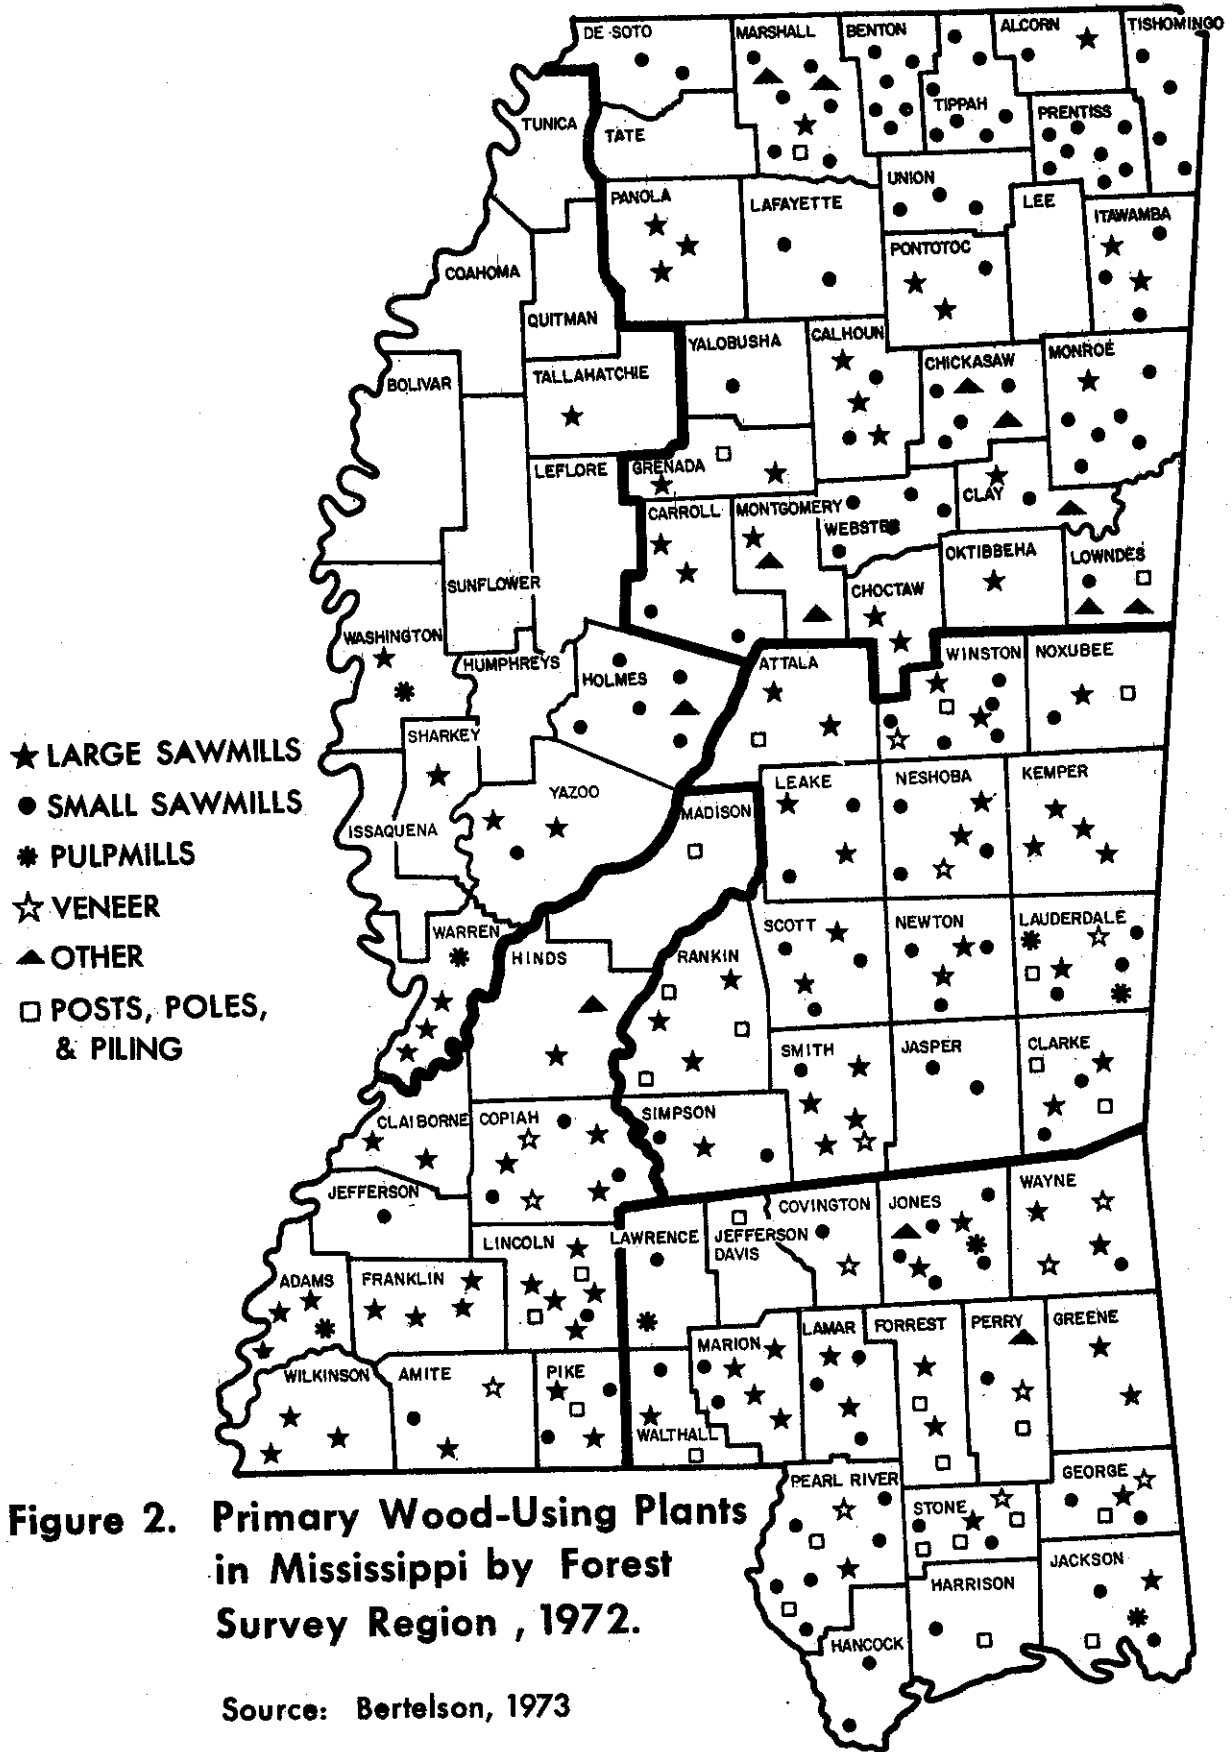 DE SOTO
MARSHALL
BENTON
ALCORN
TISHOMINGO
TUNICA
TATE
TIPPAH
PRENTISS
PANOLA
LAFAYETTE
UNION
LEE
ITAWAMBA
PONTOTOC
COAHOMA
QUITMAN
YALOBUSHA
CALHOUN
CHICKASAW
MONROE
BOLIVAR
TALLAHATCHIE
LEFLORE
GRENADA
CLAY
CARROLL
MONTGOMERY
WEBSTER
OKTIBBEHA
LOWNDES
SUNFLOWER
CHOCTAW
WASHINGTON
HUMPHREYS
HOLMES
ATTALA
WINSTON
NOXUBEE
SHARKEY
YAZOO
LEAKE
NESHOBA
KEMPER
MADISON
ISSAQUENA
WARREN
HINDS
RANKIN
SCOTT
NEWTON
LAUDERDALE
SMITH
JASPER
CLARKE
CLAIBORNE
COPIAH
SIMPSON
JEFFERSON
COVINGTON
JONES
WAYNE
LINCOLN
LAWRENCE
JEFFERSON
DAVIS
ADAMS
FRANKLIN
MARION
LAMAR
FORREST
PERRY
GREENE
WILKINSON
AMITE
PIKE
WALTHALL
PEARL RIVER
STONE
GEORGE
JACKSON
HARRISON
HANCOCK
LARGE SAWMILLS
SMALL SAWMILLS
PULPMILLS
VENEER
OTHER
POSTS, POLES,
& PILING
Figure 2. Primary Wood-Using Plants
in Mississippi by Forest
Survey Region , 1972.
Source: Bertelson, 1973